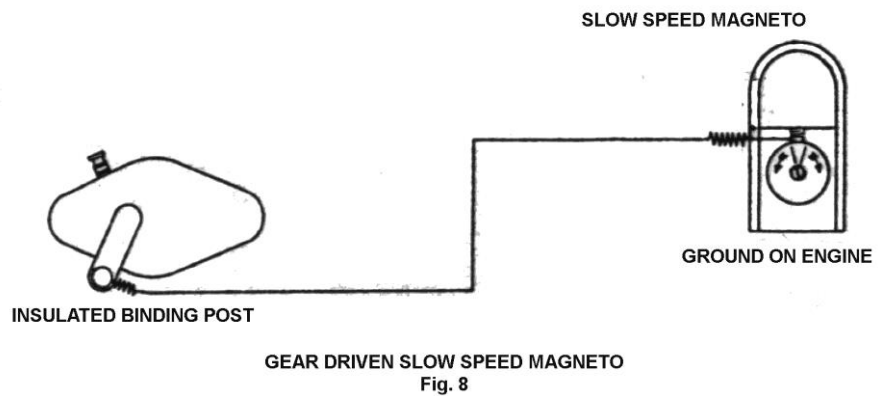 SLOW SPEED MAGNETO
GROUND ON ENGINE
INSULATED BINDING POST
GEAR DRIVEN SLOW SPEED MAGNETO
Fig. 8